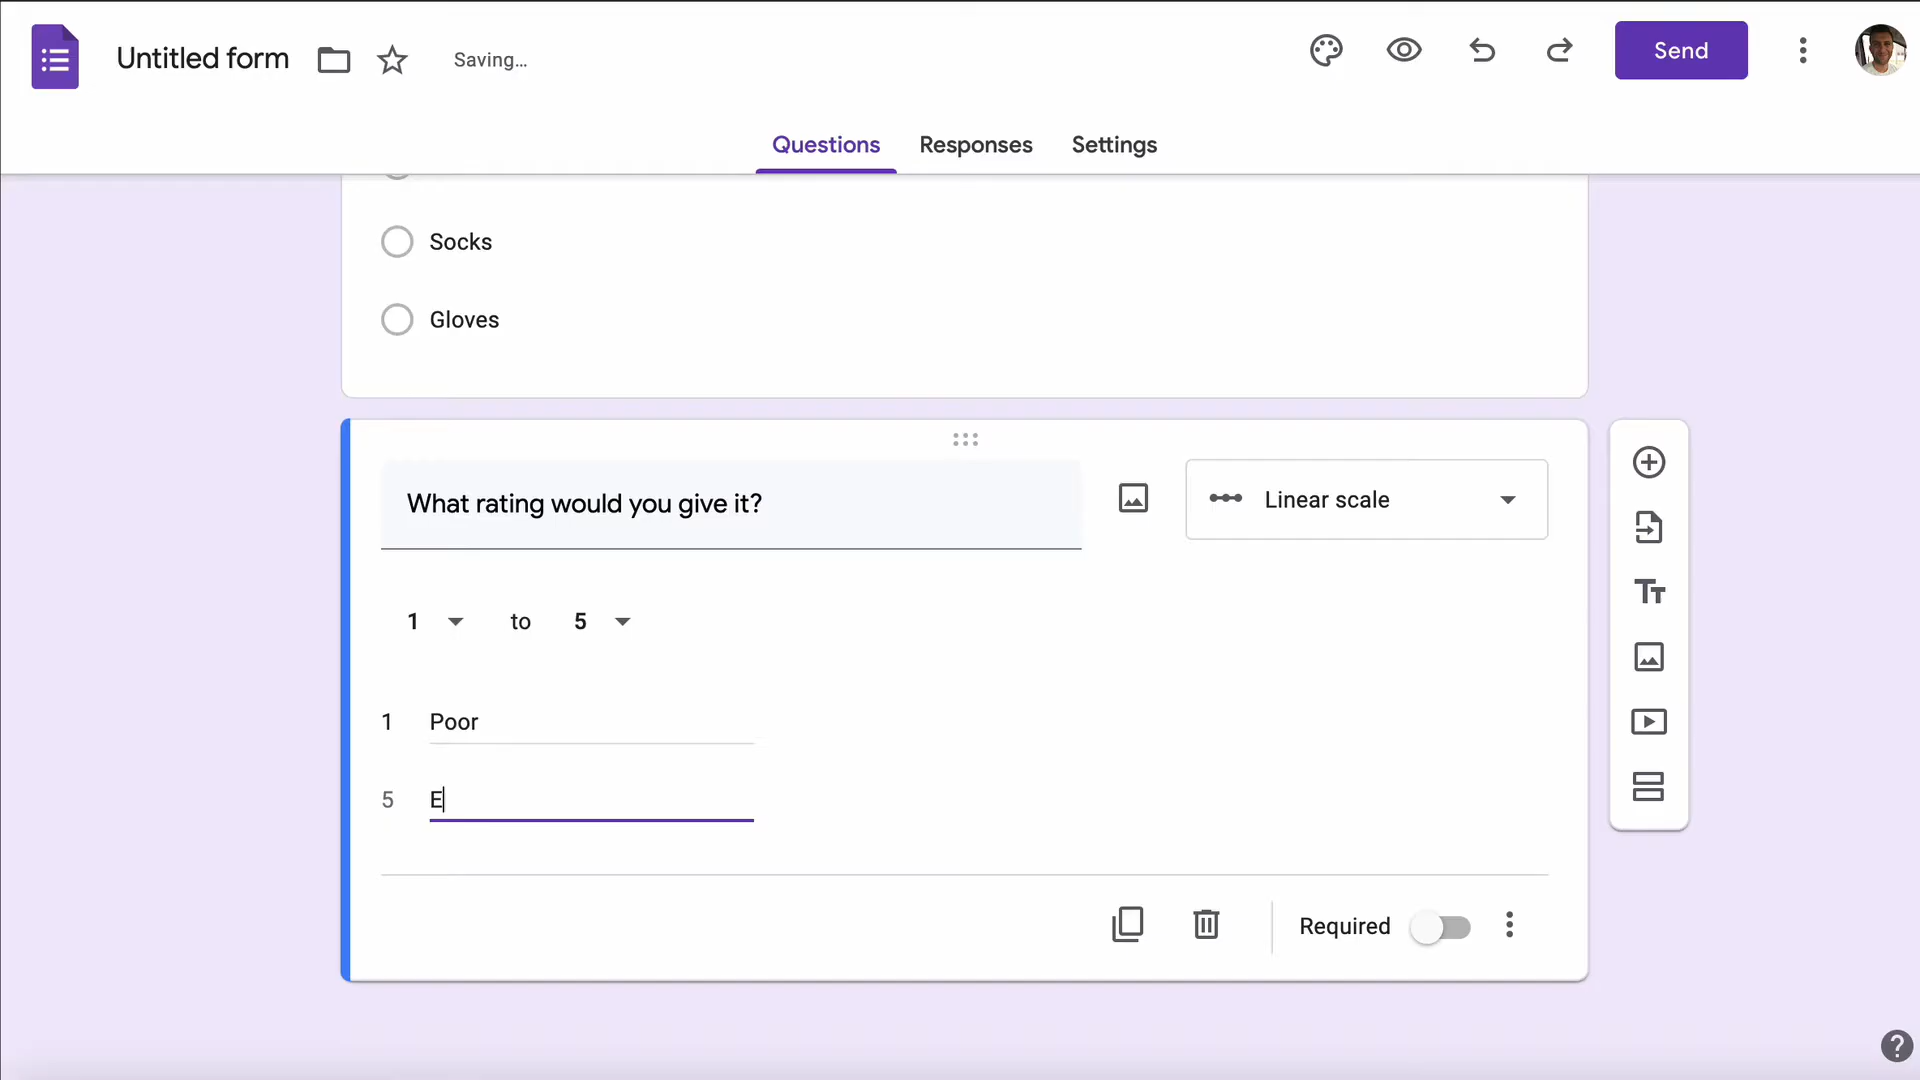 Untitled form
Saving...
Send
Questions Responses Settings
Socks
Gloves
What rating would you give it?
Linear scale
1 to 5
1 Poor
5 E
Required
?